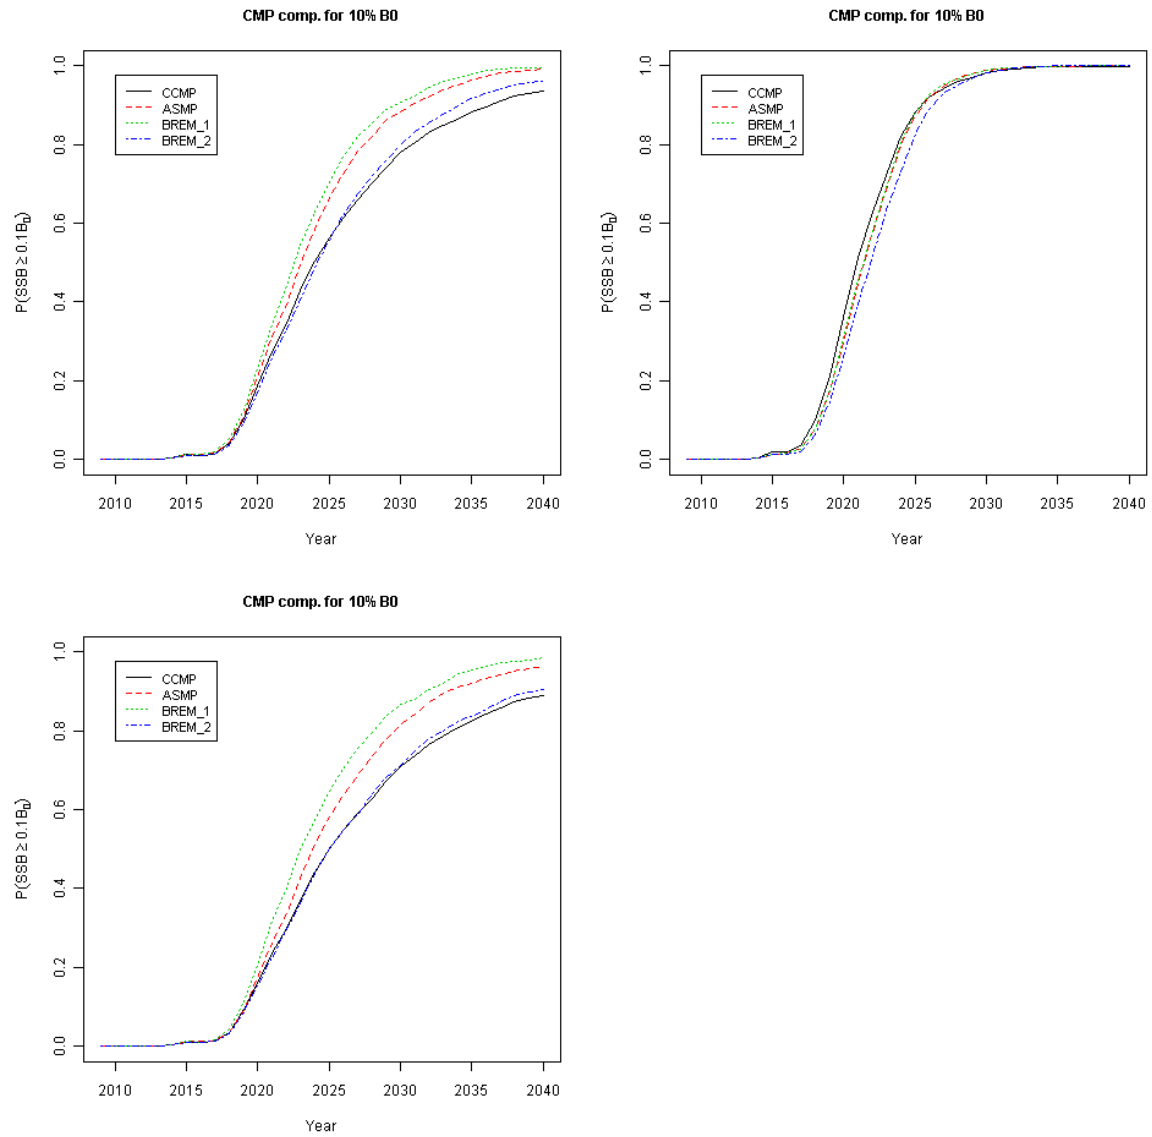 CMP comp. for 10% B0
P(SSB ≥ 0.1B₀)
1.0
0.8
0.6
0.4
0.2
0.0
CCMP
ASMP
BREM_1
BREM_2
2010 2015 2020 2025 2030 2035 2040
Year
CMP comp. for 10% B0
P(SSB ≥ 0.1B₀)
1.0
0.8
0.6
0.4
0.2
0.0
CCMP
ASMP
BREM_1
BREM_2
2010 2015 2020 2025 2030 2035 2040
Year
CMP comp. for 10% B0
P(SSB ≥ 0.1B₀)
1.0
0.8
0.6
0.4
0.2
0.0
CCMP
ASMP
BREM_1
BREM_2
2010 2015 2020 2025 2030 2035 2040
Year